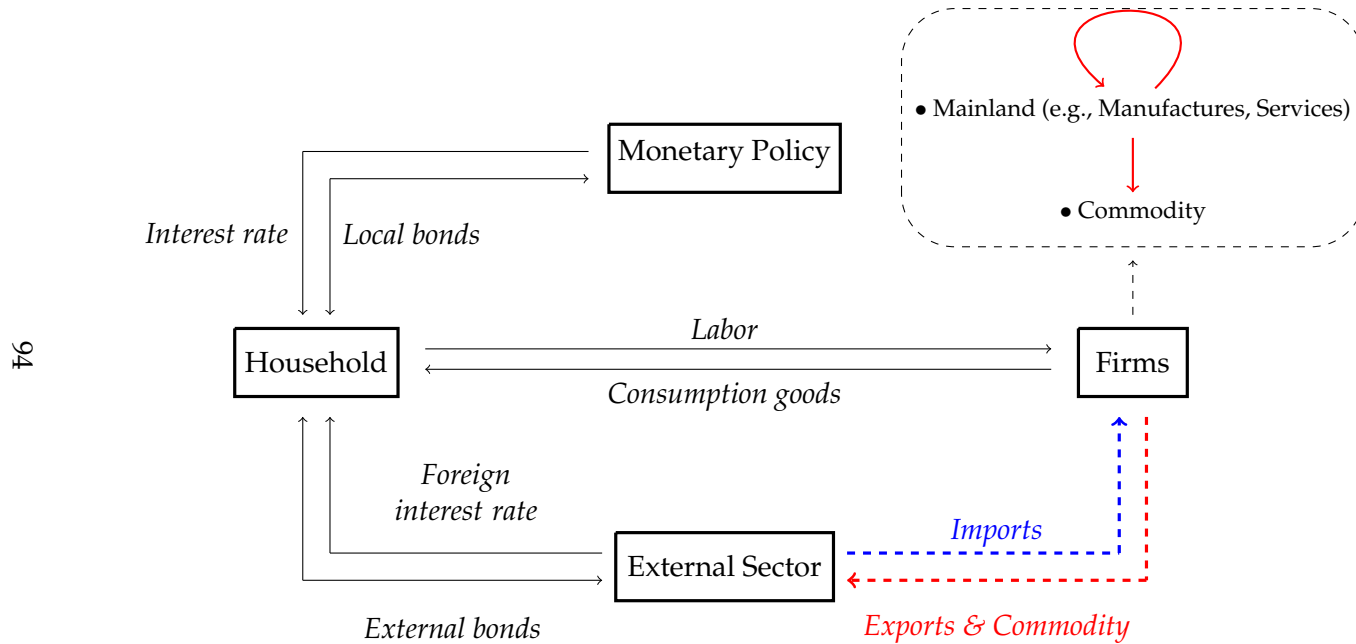 • Mainland (e.g., Manufactures, Services)
• Commodity
Monetary Policy
Interest rate
Local bonds
94
Household
Labor
Consumption goods
Firms
Foreign
interest rate
External Sector
Imports
External bonds
Exports & Commodity